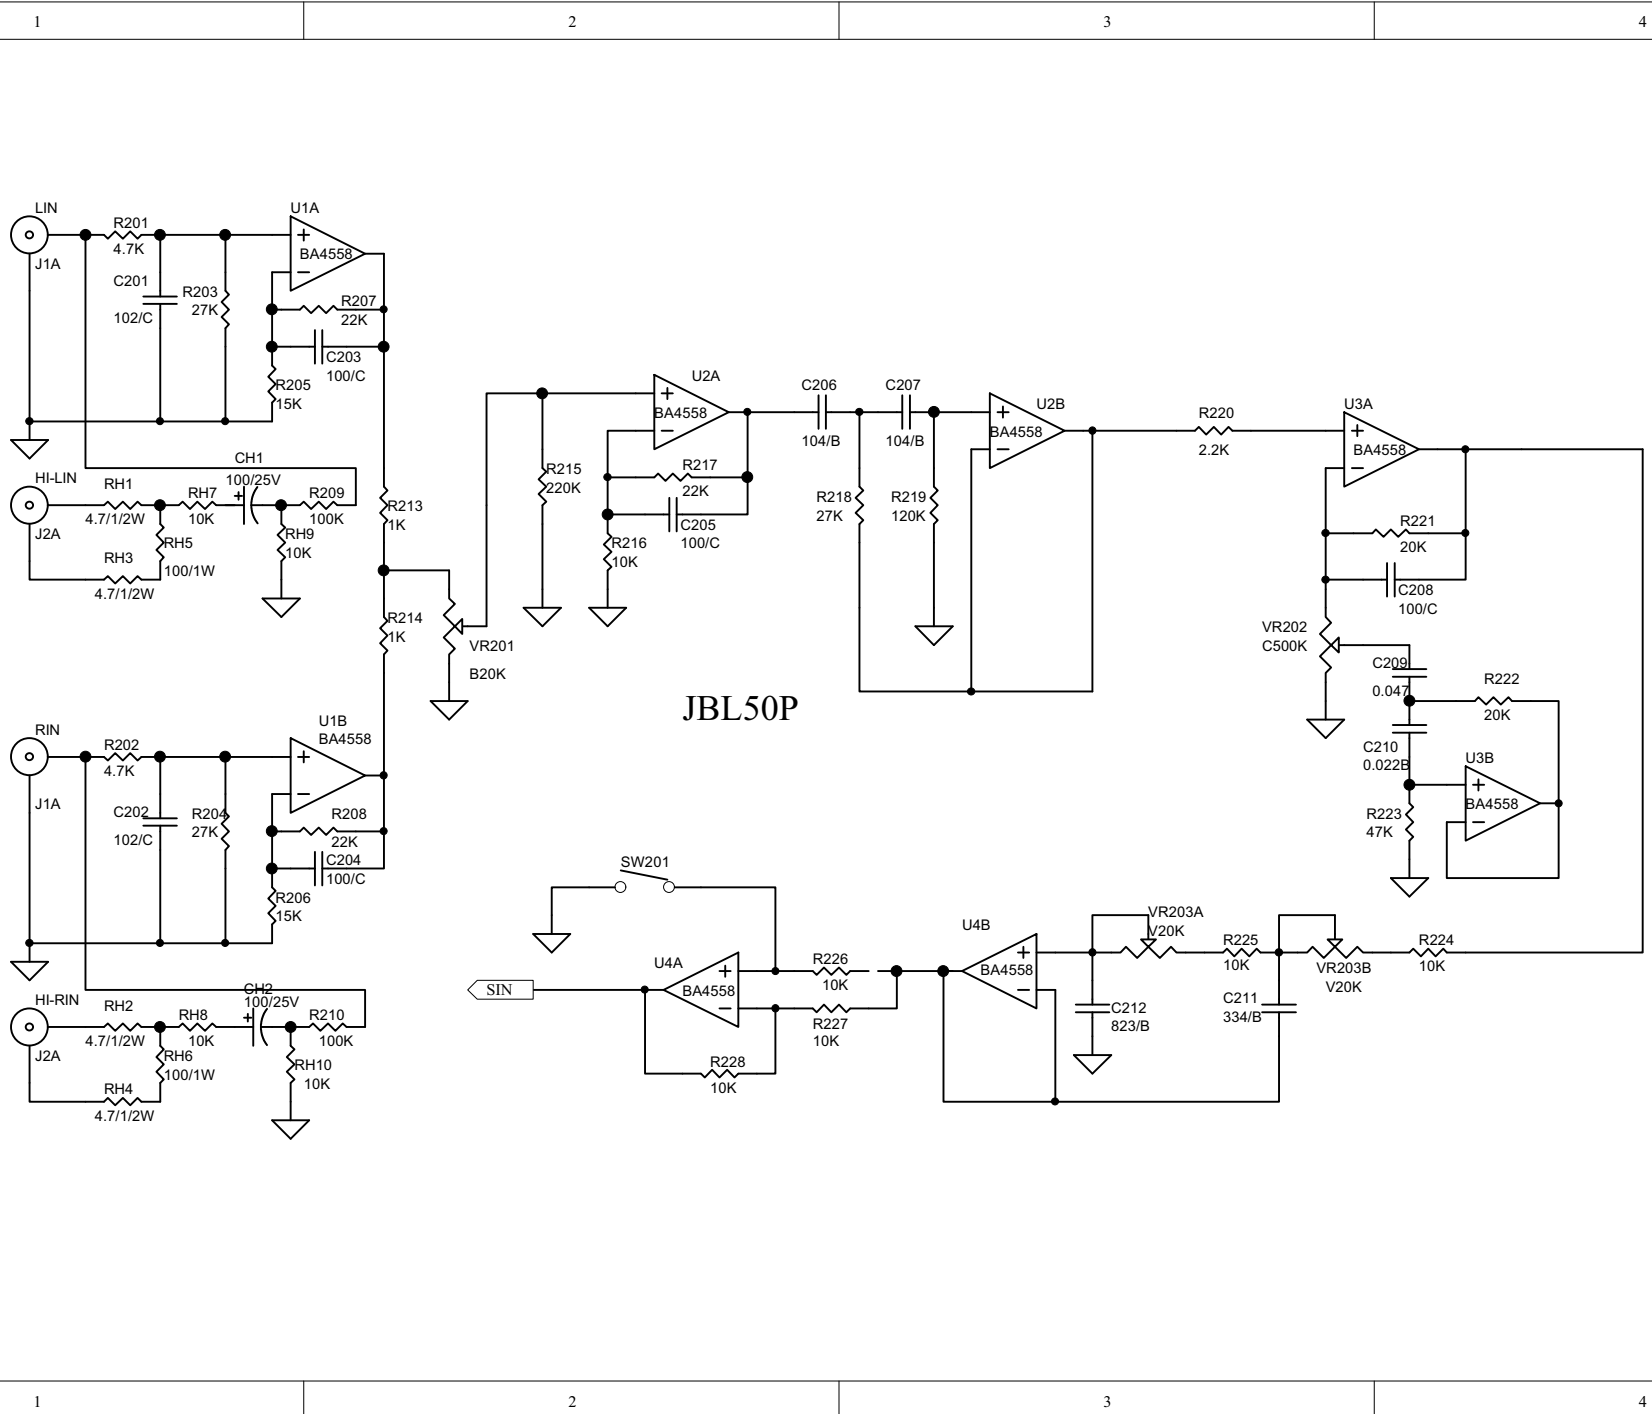 1 2 3 4
LIN
J1A
R201
4.7K
C201
102/C
R203
27K
U1A
BA4558
R207
22K
C203
100/C
R205
15K
HI-LIN
J2A
RH1
4.7/1/2W
RH3
4.7/1/2W
RH5
100/1W
RH7
10K
CH1
100/25V
RH9
10K
R209
100K
R213
1K
R214
1K
VR201
B20K
RIN
J1A
R202
4.7K
C202
102/C
R204
27K
U1B
BA4558
R208
22K
C204
100/C
R206
15K
HI-RIN
J2A
RH2
4.7/1/2W
RH4
4.7/1/2W
RH6
100/1W
RH8
10K
CH2
100/25V
RH10
10K
R210
100K
R215
220K
U2A
BA4558
R217
22K
C205
100/C
R216
10K
C206
104/B
C207
104/B
R218
27K
R219
120K
U2B
BA4558
JBL50P
R220
2.2K
U3A
BA4558
R221
20K
C208
100/C
VR202
C500K
C209
0.047
C210
0.022B
R222
20K
U3B
BA4558
R223
47K
SW201
SIN
U4A
BA4558
R226
10K
R227
10K
R228
10K
U4B
BA4558
C212
823/B
VR203A
V20K
R225
10K
C211
334/B
VR203B
V20K
R224
10K
1 2 3 4